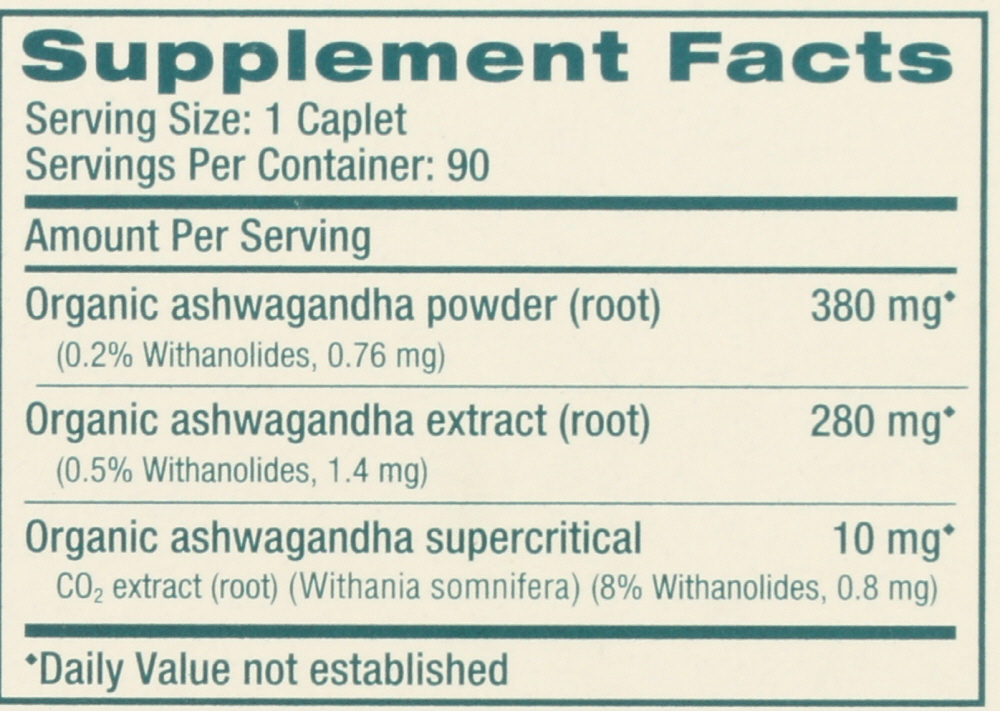 Supplement Facts
Serving Size: 1 Caplet
Servings Per Container: 90
Amount Per Serving
Organic ashwagandha powder (root) 380 mg♦
(0.2% Withanolides, 0.76 mg)
Organic ashwagandha extract (root) 280 mg♦
(0.5% Withanolides, 1.4 mg)
Organic ashwagandha supercritical 10 mg♦
CO₂ extract (root) (Withania somnifera) (8% Withanolides, 0.8 mg)
♦Daily Value not established